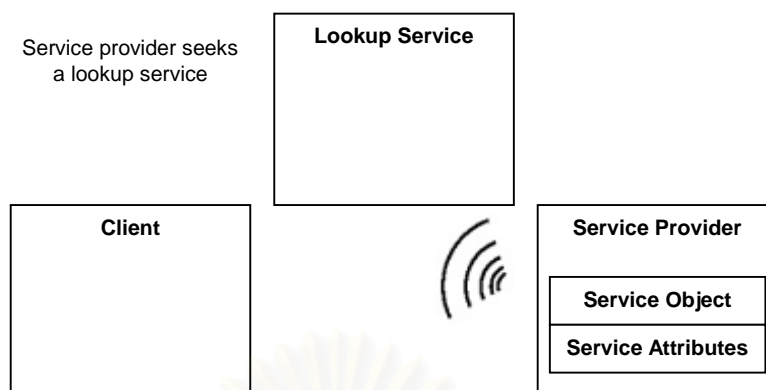 Service provider seeks
a lookup service
Lookup Service
Client
Service Provider
Service Object
Service Attributes